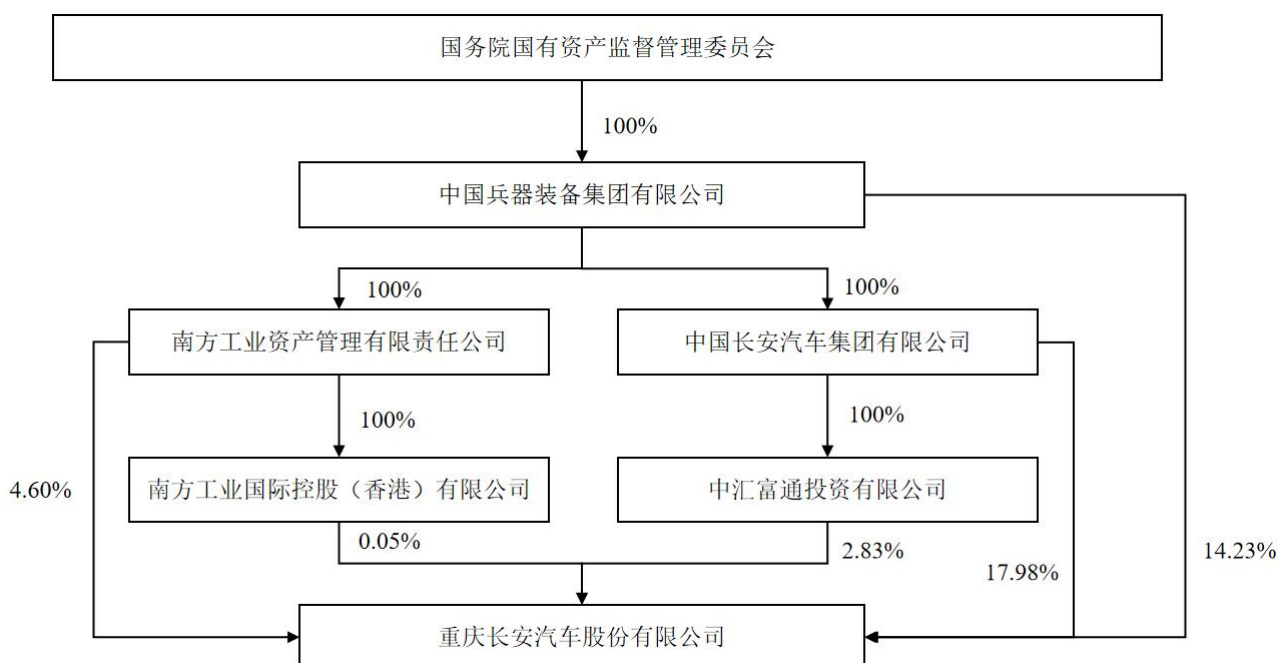 国务院国有资产监督管理委员会
100%
中国兵器装备集团有限公司
100%
100%
南方工业资产管理有限责任公司
中国长安汽车集团有限公司
100%
100%
4.60%
南方工业国际控股（香港）有限公司
中汇富通投资有限公司
0.05%
2.83%
14.23%
17.98%
重庆长安汽车股份有限公司